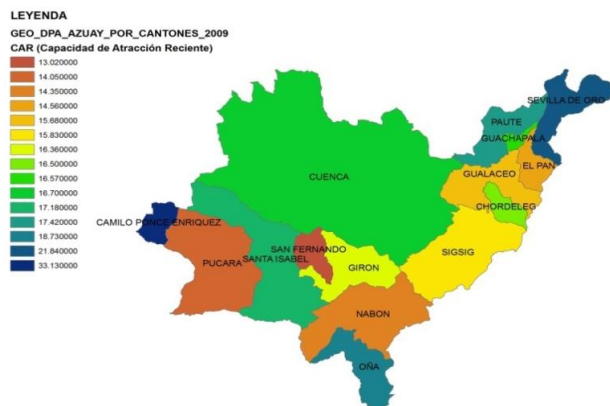 LEYENDA
GEO_DPA_AZUAY_POR_CANTONES_2009
CAR (Capacidad de Atracción Reciente)
13.020000
14.050000
14.350000
14.560000
15.680000
15.830000
16.360000
16.500000
16.570000
16.700000
17.180000
17.420000
18.730000
21.840000
33.130000
SEVILLA DE ORO
PAUTE
GUACHAPALA
EL PAN
GUALACEO
CUENCA
CHORDELEG
CAMILO PONCE ENRIQUEZ
SAN FERNANDO
SIGSIG
PUCARA
SANTA ISABEL
GIRON
NABON
OÑA